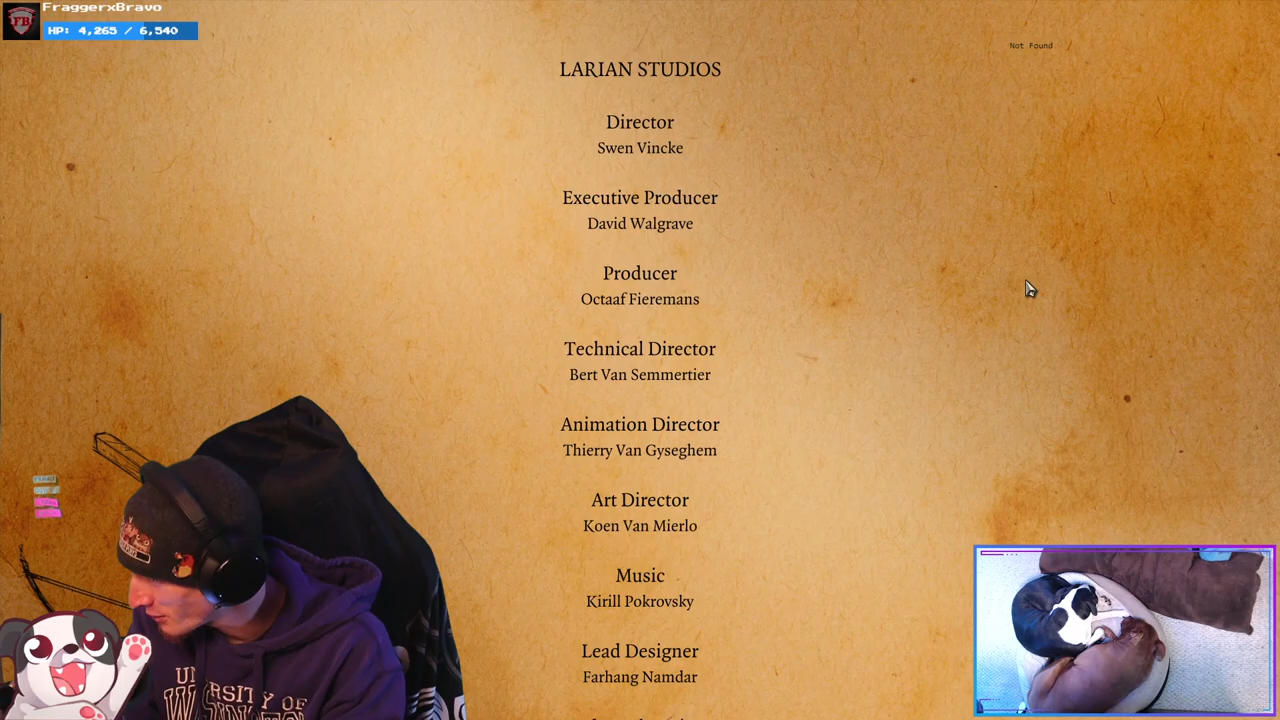 FraggerxBravo
FB
HP: 4,265 / 6,540
Not Found
LARIAN STUDIOS
Director
Swen Vincke
Executive Producer
David Walgrave
Producer
Octaaf Fieremans
Technical Director
Bert Van Semmertier
Animation Director
Thierry Van Gyseghem
Art Director
Koen Van Mierlo
Music
Kirill Pokrovsky
Lead Designer
Farhang Namdar